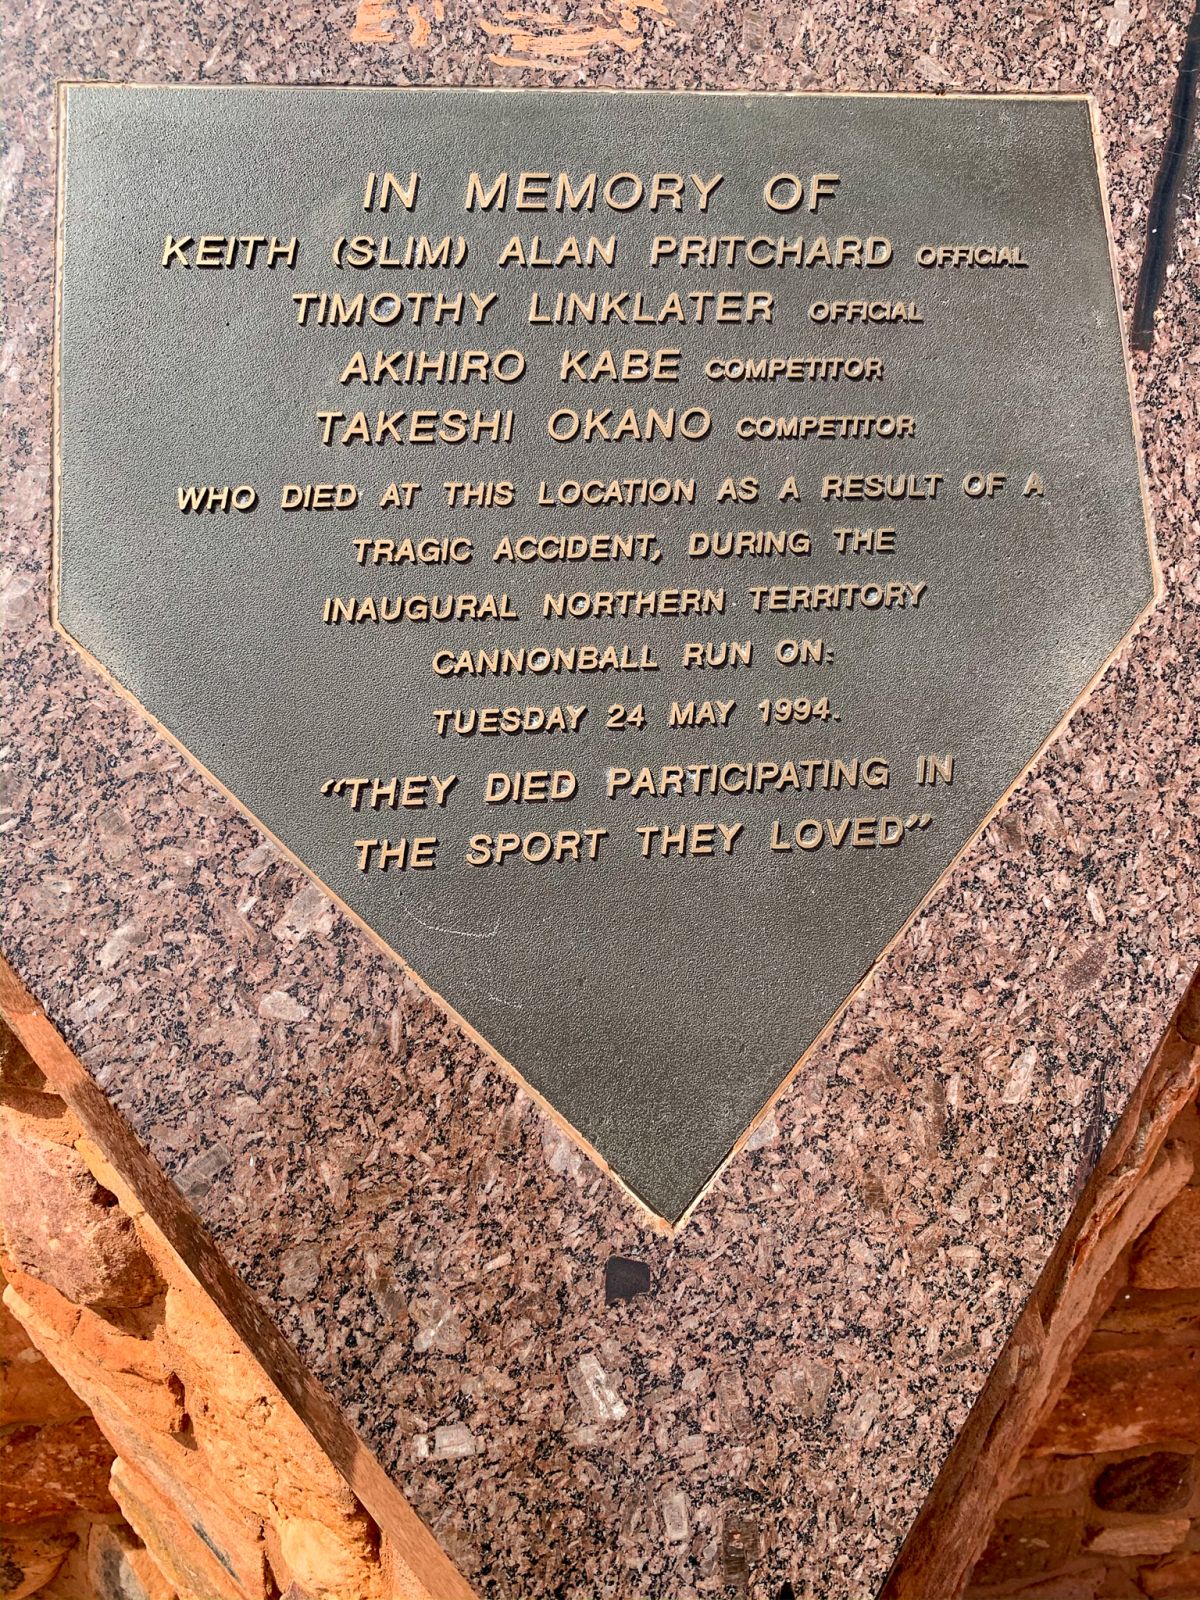 IN MEMORY OF
KEITH (SLIM) ALAN PRITCHARD OFFICIAL
TIMOTHY LINKLATER OFFICIAL
AKIHIRO KABE COMPETITOR
TAKESHI OKANO COMPETITOR
WHO DIED AT THIS LOCATION AS A RESULT OF A
TRAGIC ACCIDENT, DURING THE
INAUGURAL NORTHERN TERRITORY
CANNONBALL RUN ON:
TUESDAY 24 MAY 1994.
“THEY DIED PARTICIPATING IN
THE SPORT THEY LOVED”